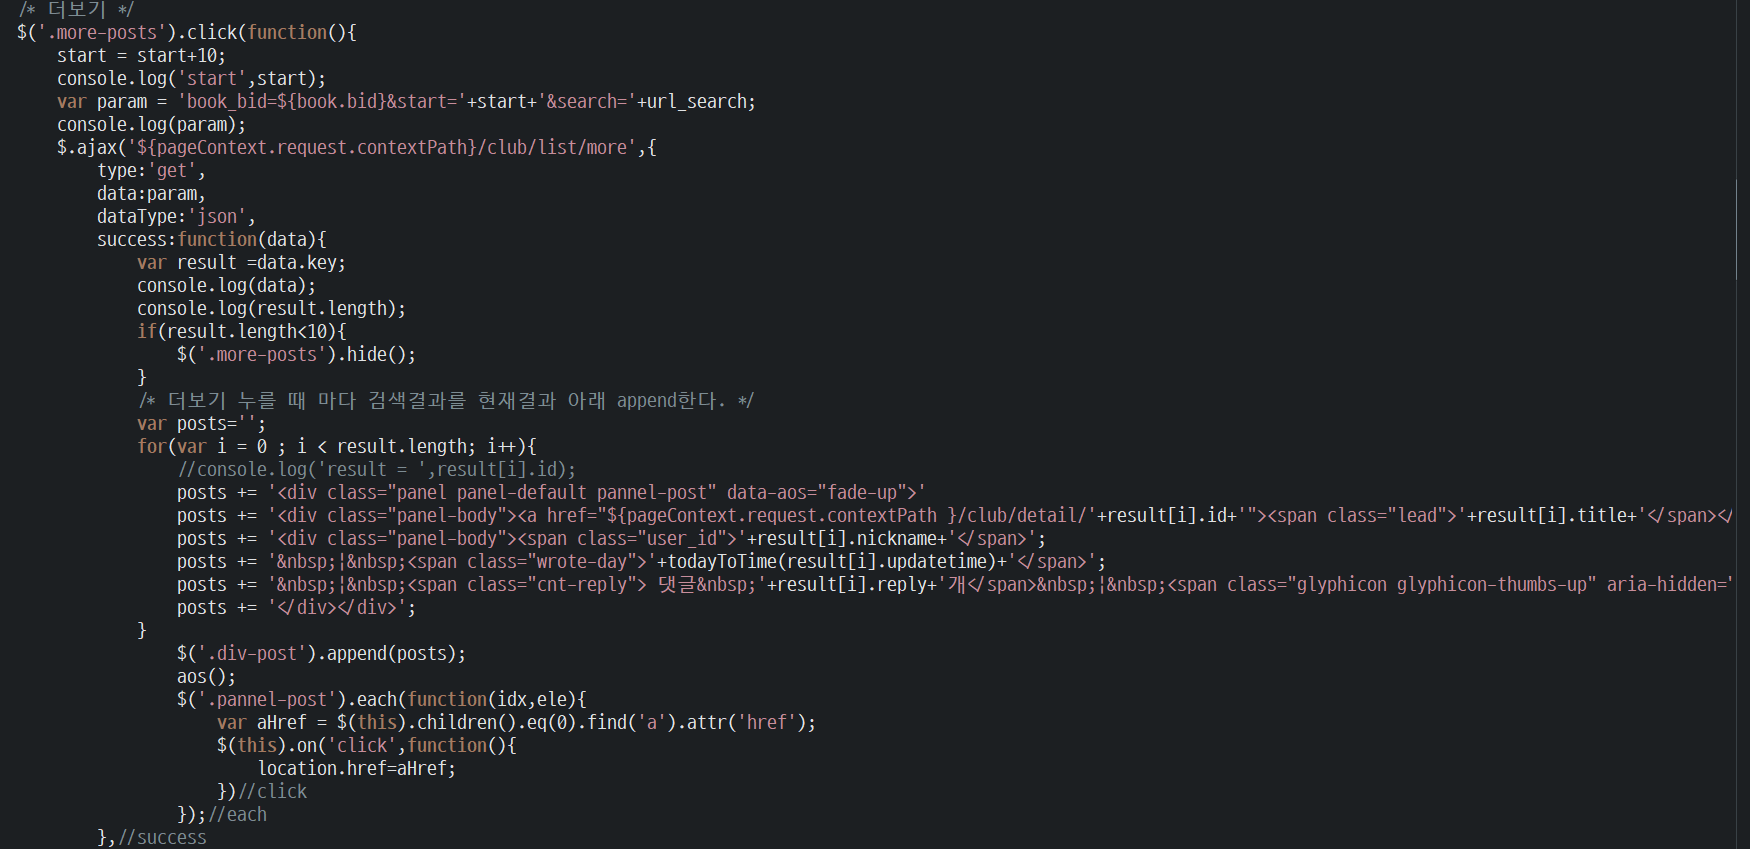 /* 더보기 */
$('.more-posts').click(function(){
    start = start+10;
    console.log('start',start);
    var param = 'book_bid=${book.bid}&start='+start+'&search='+url_search;
    console.log(param);
    $.ajax('${pageContext.request.contextPath}/club/list/more',{
        type:'get',
        data:param,
        dataType:'json',
        success:function(data){
            var result =data.key;
            console.log(data);
            console.log(result.length);
            if(result.length<10){
                $('.more-posts').hide();
            }
            /* 더보기 누를 때 마다 검색결과를 현재결과 아래 append한다. */
            var posts='';
            for(var i = 0 ; i < result.length; i++){
                //console.log('result = ',result[i].id);
                posts += '<div class="panel panel-default pannel-post" data-aos="fade-up">'
                posts += '<div class="panel-body"><a href="${pageContext.request.contextPath }/club/detail/'+result[i].id+'"><span class="lead">'+result[i].title+'</span></
                posts += '<div class="panel-body"><span class="user_id">'+result[i].nickname+'</span>';
                posts += '&nbsp;¦&nbsp;<span class="wrote-day">'+todayToTime(result[i].updatetime)+'</span>';
                posts += '&nbsp;¦&nbsp;<span class="cnt-reply"> 댓글&nbsp;'+result[i].reply+'개</span>&nbsp;¦&nbsp;<span class="glyphicon glyphicon-thumbs-up" aria-hidden='
                posts += '</div></div>';
            }
                $('.div-post').append(posts);
                aos();
                $('.pannel-post').each(function(idx,ele){
                    var aHref = $(this).children().eq(0).find('a').attr('href');
                    $(this).on('click',function(){
                        location.href=aHref;
                    })//click
                });//each
        },//success